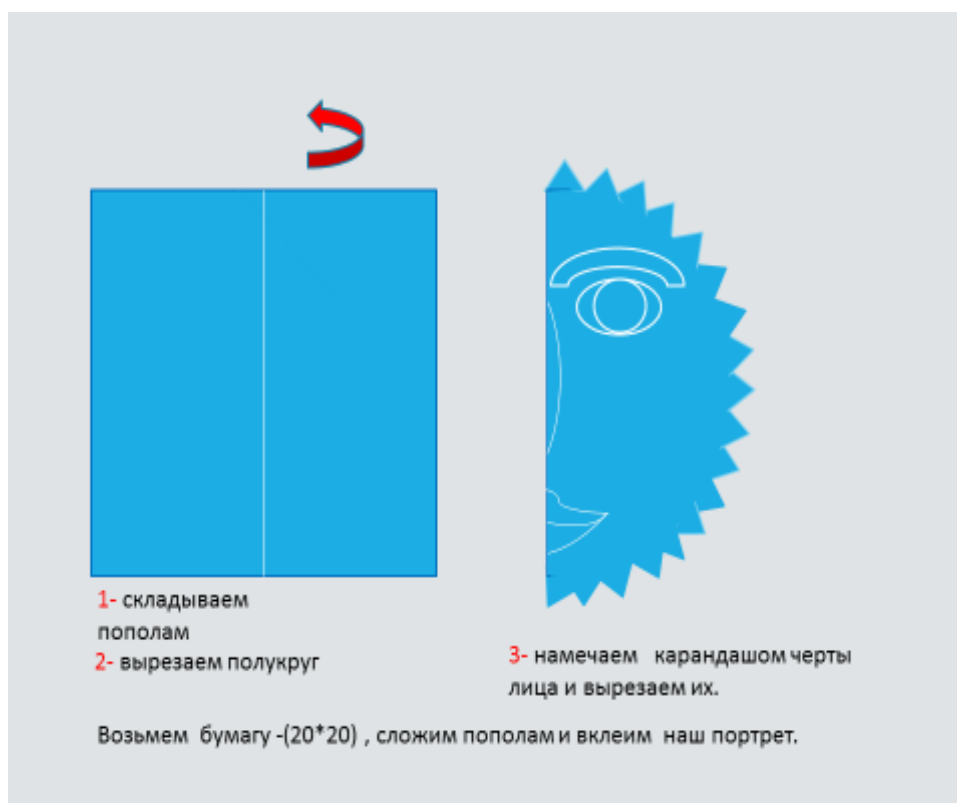 1- складываем
пополам
2- вырезаем полукруг
3- намечаем карандашом черты
лица и вырезаем их.
Возьмем бумагу -(20*20) , сложим пополам и вклеим наш портрет.